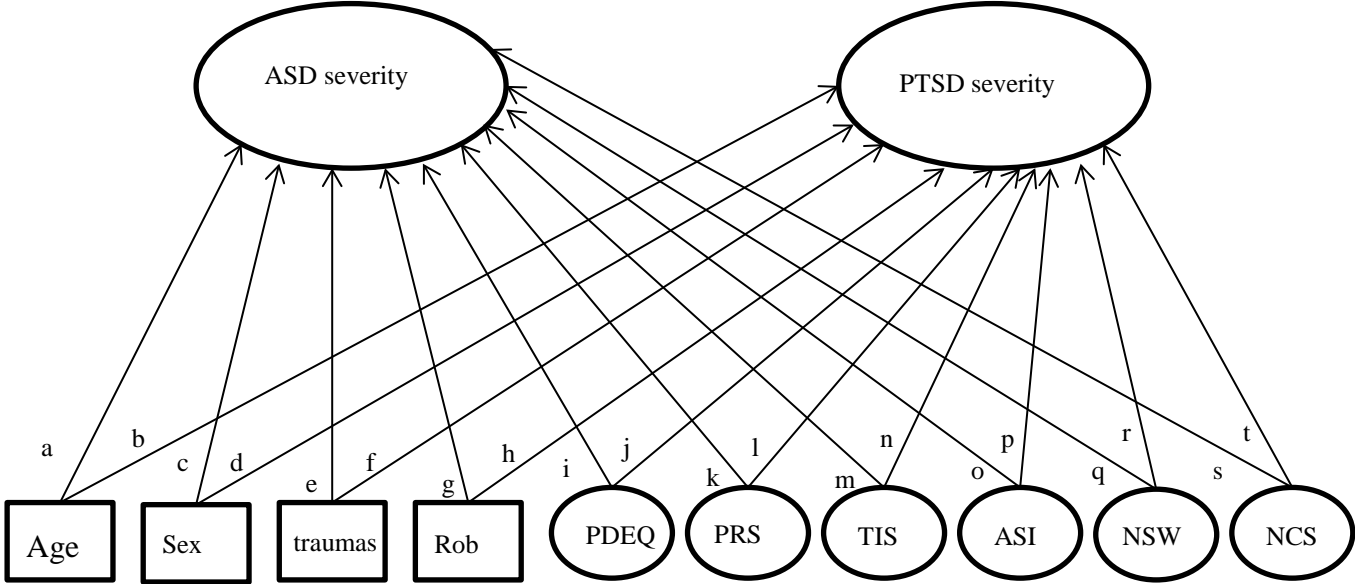 ASD severity
PTSD severity
a
b
c
d
e
f
g
h
i
j
k
l
m
n
o
p
q
r
s
t
Age
Sex
traumas
Rob
PDEQ
PRS
TIS
ASI
NSW
NCS